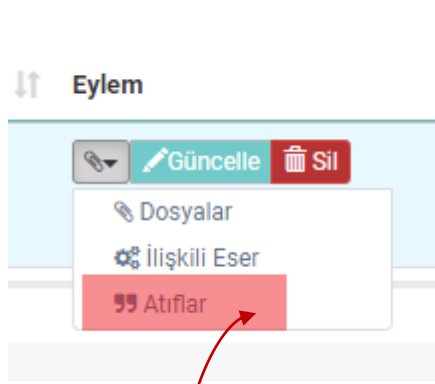 Eylem
Güncelle Sil
Dosyalar
İlişkili Eser
Atıflar